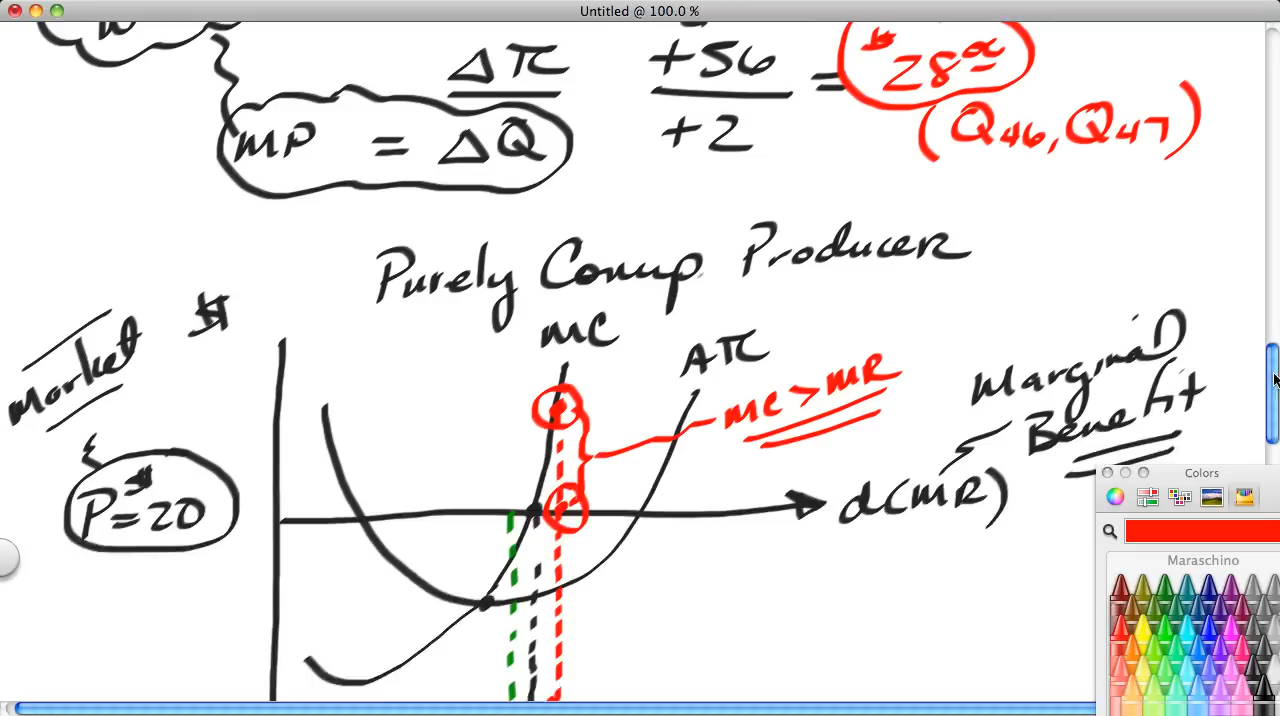 Untitled @ 100.0 %
ΔTC +56 = $28
MP = ΔQ +2 (Q46, Q47)
Purely Comp. Producer
Market $
MC
ATC
MC > MR
Marginal
Benefit
P=$20
d(MR)
Colors
Maraschino